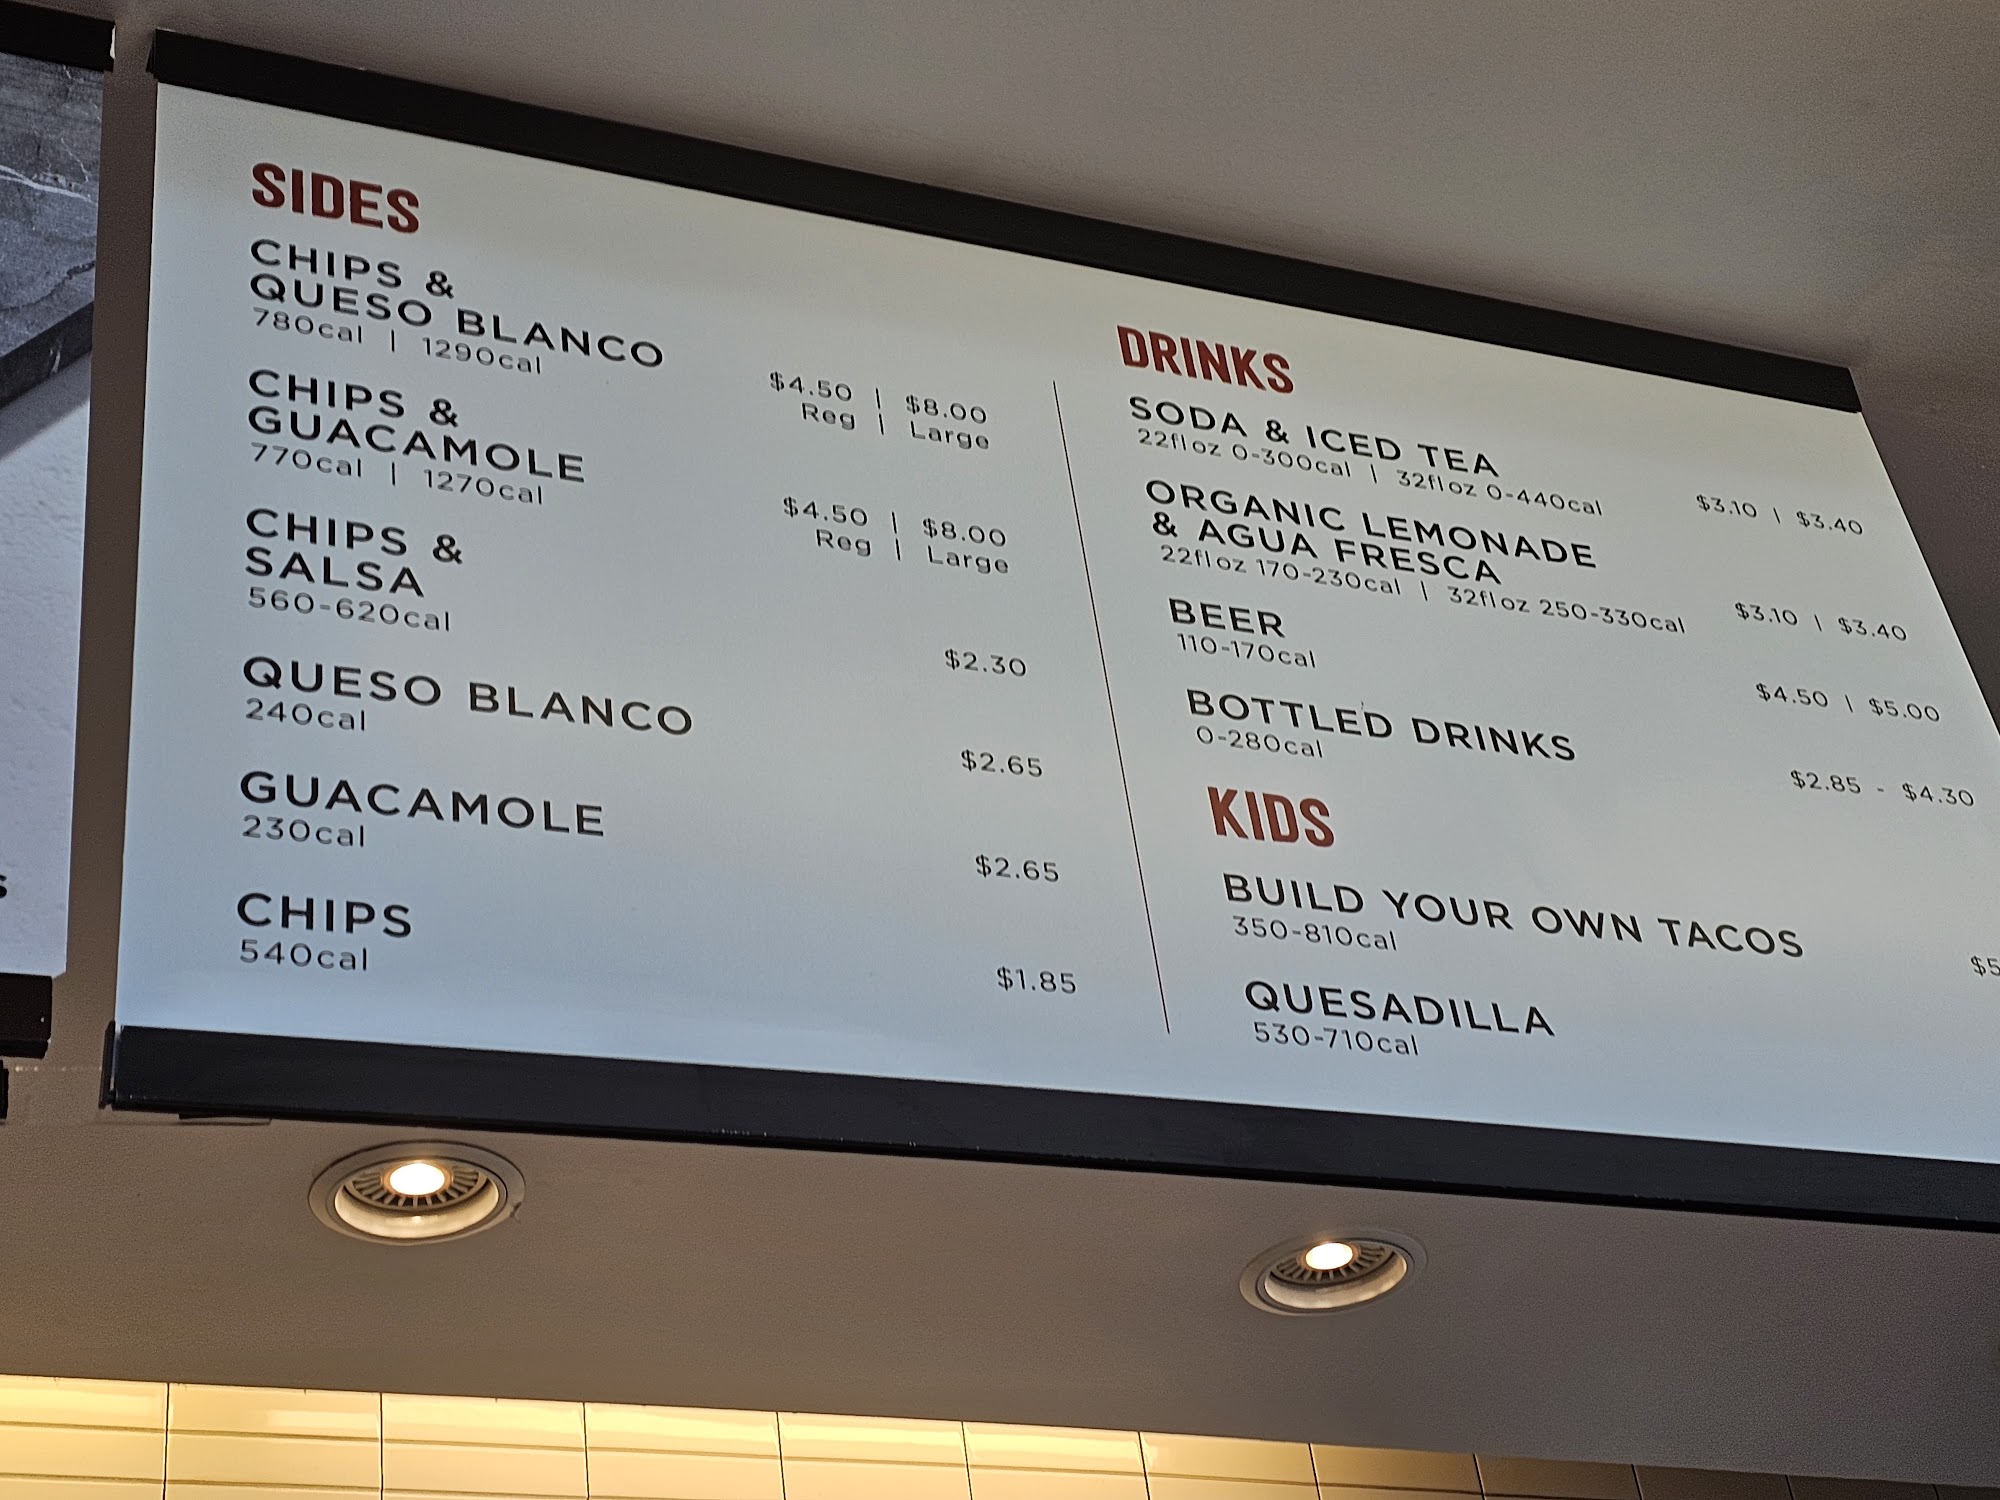 SIDES
CHIPS &
QUESO BLANCO
780cal | 1290cal
$4.50 | $8.00
Reg | Large
CHIPS &
GUACAMOLE
770cal | 1270cal
$4.50 | $8.00
Reg | Large
CHIPS &
SALSA
560-620cal
$2.30
QUESO BLANCO
240cal
$2.65
GUACAMOLE
230cal
$2.65
CHIPS
540cal
$1.85
DRINKS
SODA & ICED TEA
22floz 0-300cal | 32floz 0-440cal
$3.10 | $3.40
ORGANIC LEMONADE
& AGUA FRESCA
22floz 170-230cal | 32floz 250-330cal
$3.10 | $3.40
BEER
110-170cal
$4.50 | $5.00
BOTTLED DRINKS
0-280cal
$2.85 - $4.30
KIDS
BUILD YOUR OWN TACOS
350-810cal
QUESADILLA
530-710cal